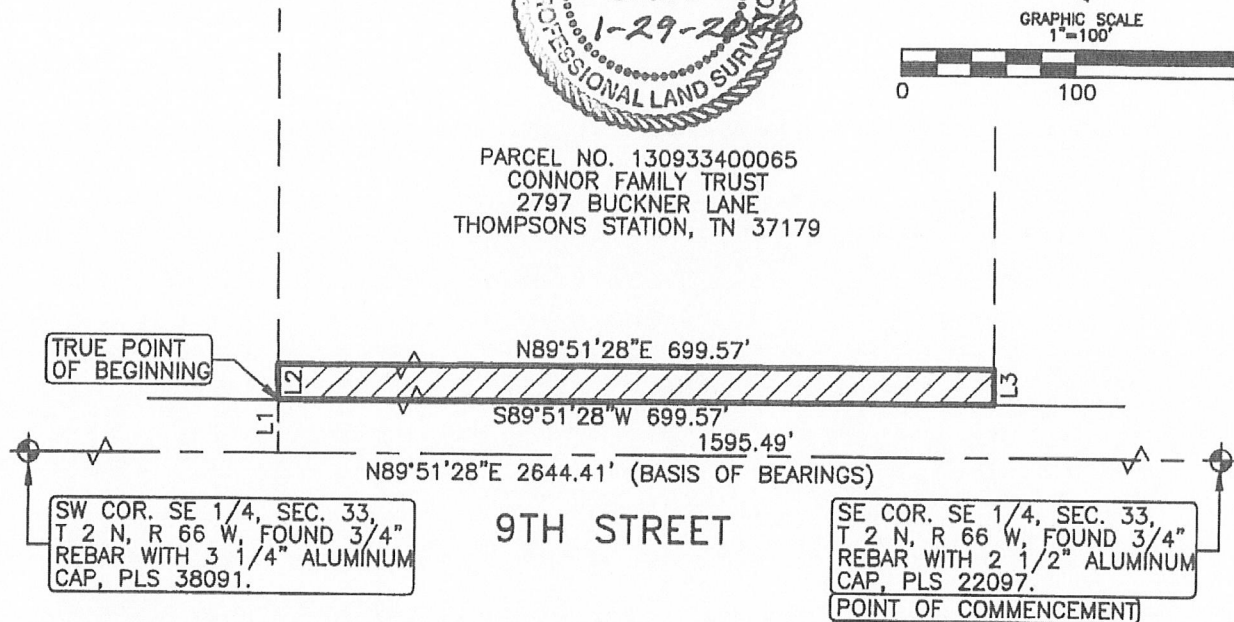 1-29-2020
PROFESSIONAL LAND SURVEYOR
GRAPHIC SCALE
1"=100'
0 100
PARCEL NO. 130933400065
CONNOR FAMILY TRUST
2797 BUCKNER LANE
THOMPSONS STATION, TN 37179
TRUE POINT
OF BEGINNING
N89°51'28"E 699.57'
L2
L3
S89°51'28"W 699.57'
L1
1595.49'
N89°51'28"E 2644.41' (BASIS OF BEARINGS)
SW COR. SE 1/4, SEC. 33,
T 2 N, R 66 W, FOUND 3/4"
REBAR WITH 3 1/4" ALUMINUM
CAP, PLS 38091.
9TH STREET
SE COR. SE 1/4, SEC. 33,
T 2 N, R 66 W, FOUND 3/4"
REBAR WITH 2 1/2" ALUMINUM
CAP, PLS 22097.
POINT OF COMMENCEMENT